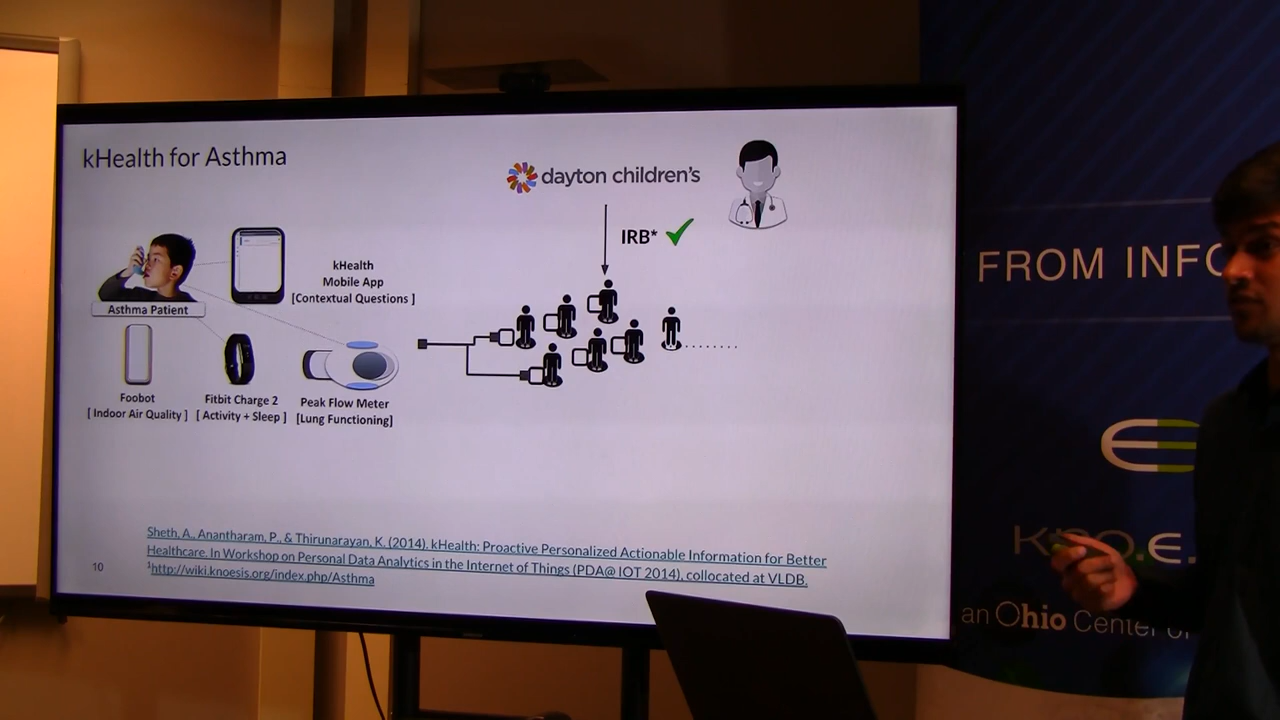 kHealth for Asthma
dayton children's
IRB*
kHealth
Mobile App
[Contextual Questions ]
Asthma Patient
Foobot
[ Indoor Air Quality ]
Fitbit Charge 2
[ Activity + Sleep ]
Peak Flow Meter
[Lung Functioning]
Sheth, A., Anantharam, P., & Thirunarayan, K. (2014). kHealth: Proactive Personalized Actionable Information for Better
Healthcare. In Workshop on Personal Data Analytics in the Internet of Things (PDA@ IOT 2014), collocated at VLDB.
1http://wiki.knoesis.org/index.php/Asthma
10
FROM INFO
an Ohio Center of